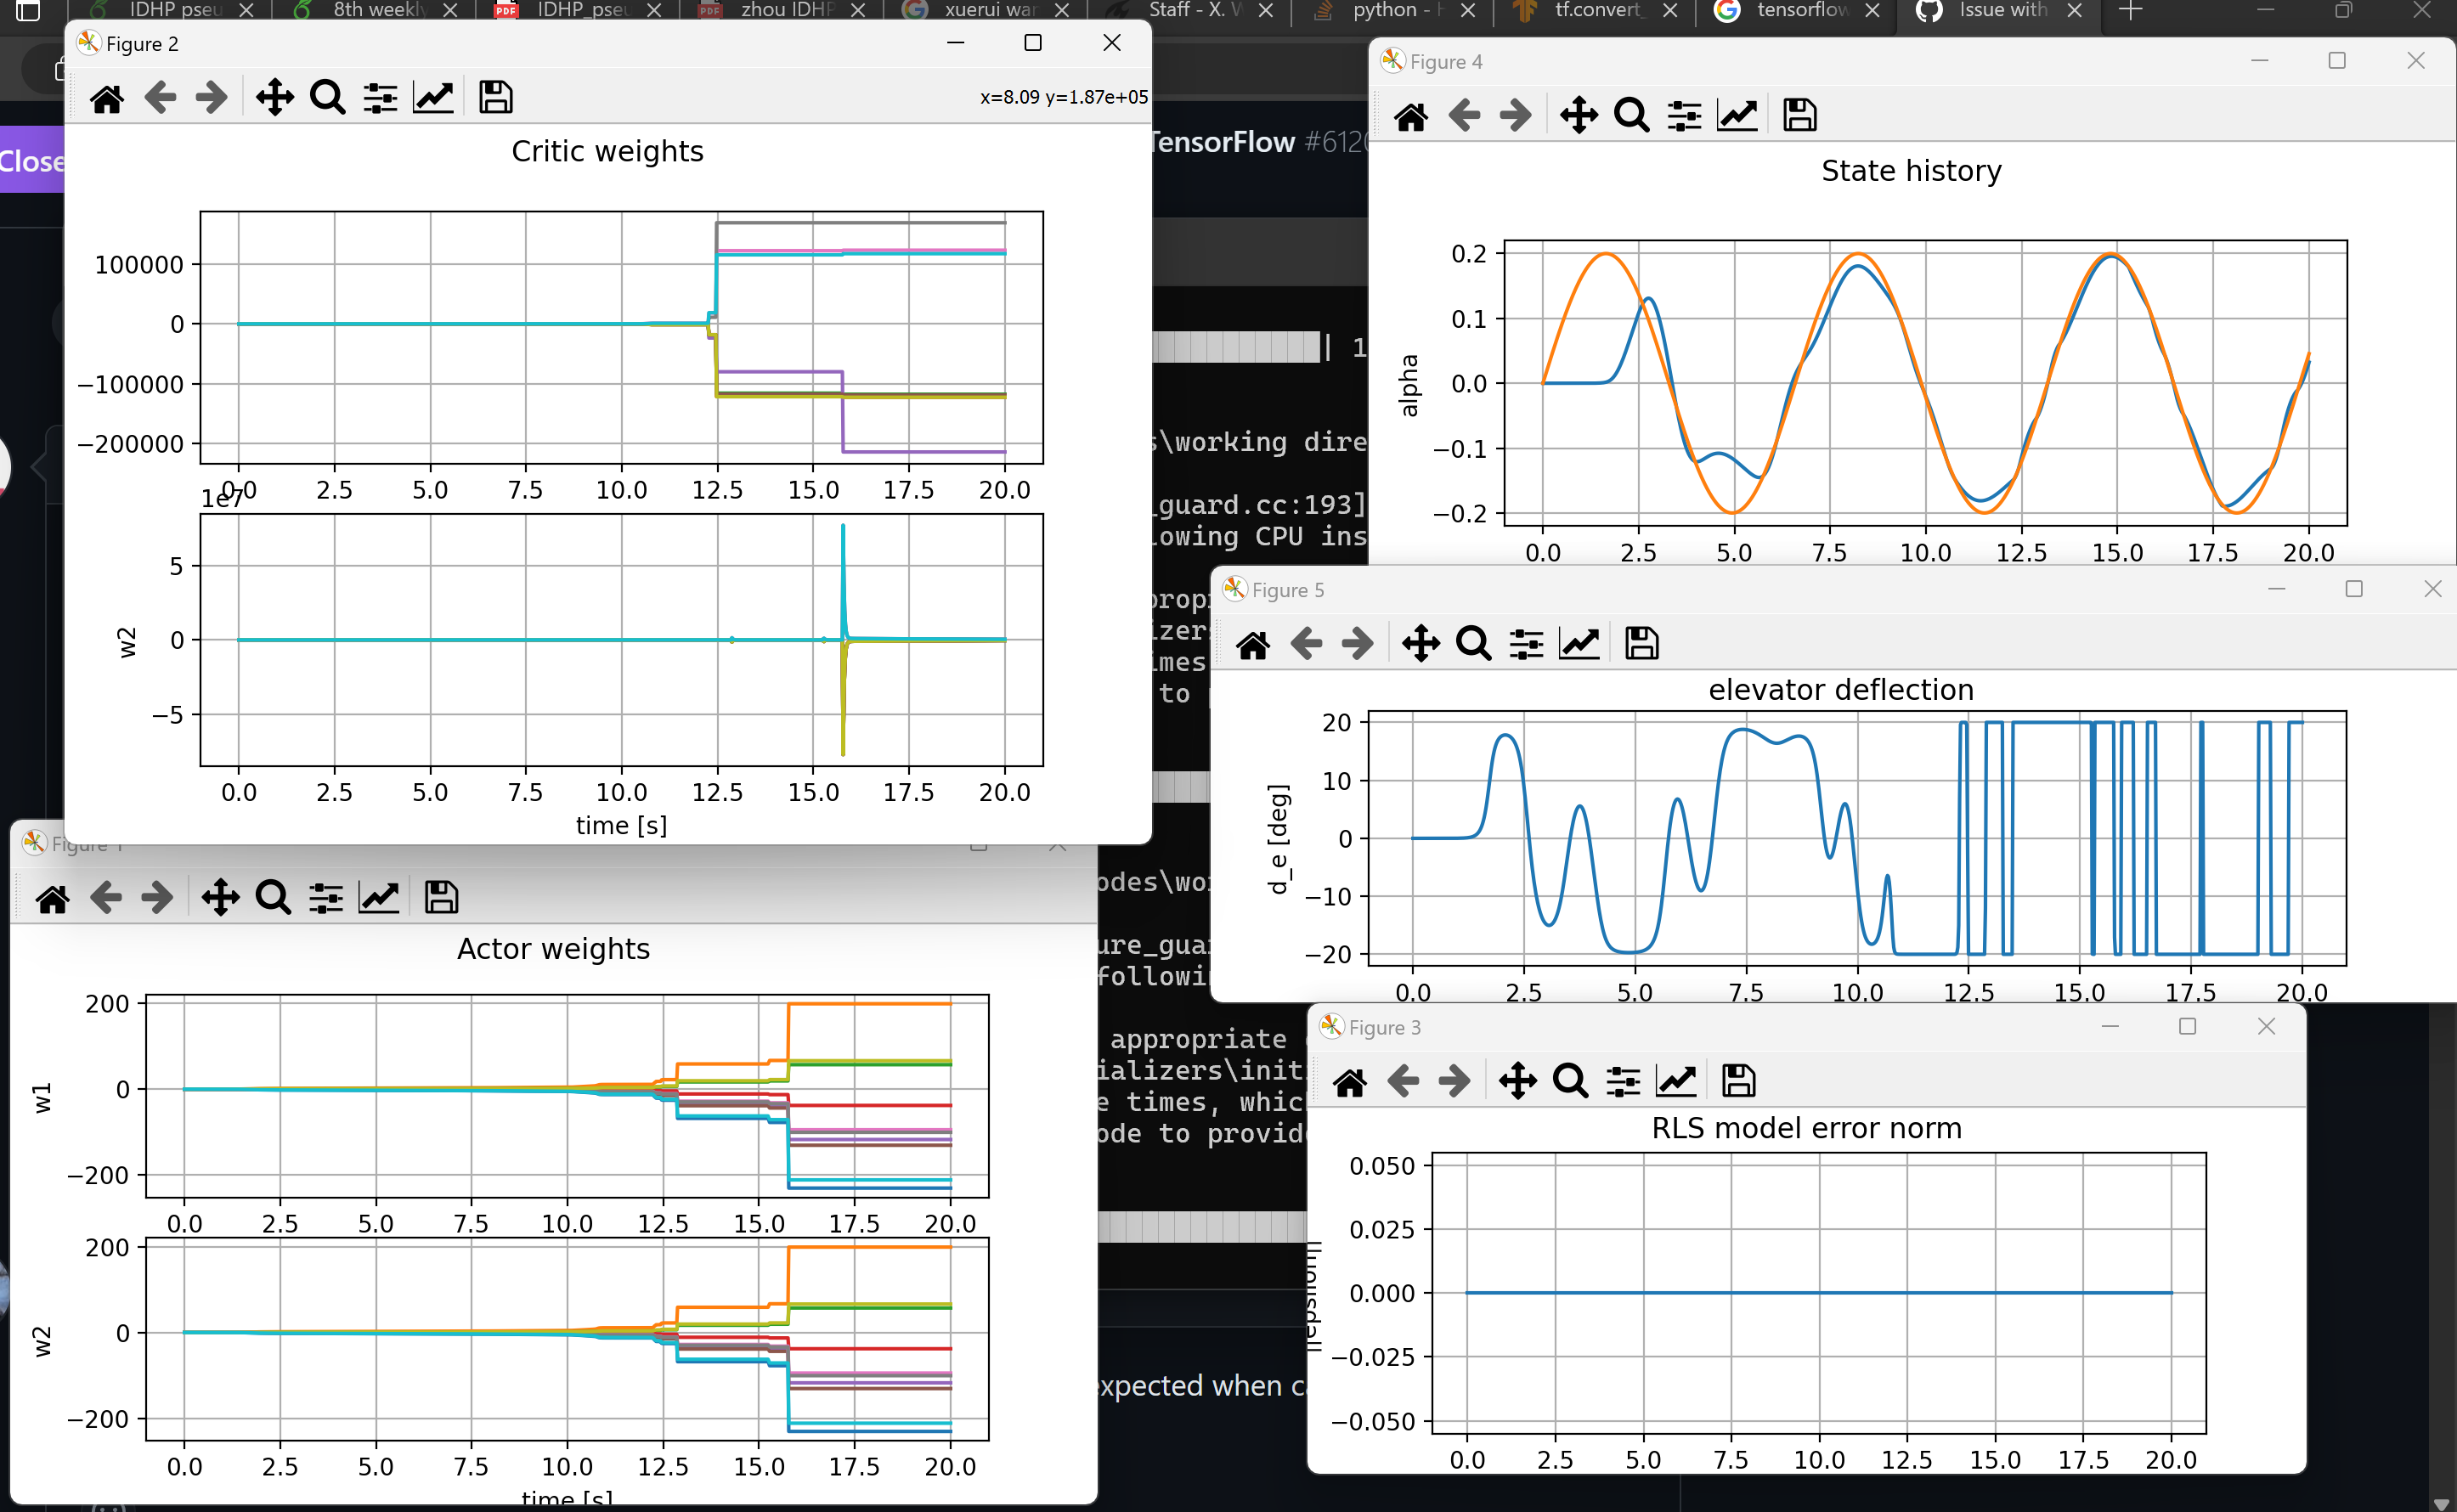 IDHP pseu
8th weekly
IDHP_pseu
zhou IDHP
xuerui wan
Staff - X. W
python -
tf.convert_
tensorflow
Issue with
Figure 2
x=8.09 y=1.87e+05
Close
Critic weights
100000
0
−100000
−200000
0.0 2.5 5.0 7.5 10.0 12.5 15.0 17.5 20.0
1e7
5
0
−5
w2
0.0 2.5 5.0 7.5 10.0 12.5 15.0 17.5 20.0
time [s]
TensorFlow #6120
| 1
s\working dire
_guard.cc:193]
lowing CPU ins
izers
imes
to
Figure 4
State history
0.2
0.1
0.0
−0.1
−0.2
alpha
0.0 2.5 5.0 7.5 10.0 12.5 15.0 17.5 20.0
Figure 5
elevator deflection
20
10
0
−10
−20
d_e [deg]
0.0 2.5 5.0 7.5 10.0 12.5 15.0 17.5 20.0
Figure 1
Actor weights
200
0
−200
w1
0.0 2.5 5.0 7.5 10.0 12.5 15.0 17.5 20.0
200
0
−200
w2
0.0 2.5 5.0 7.5 10.0 12.5 15.0 17.5 20.0
time [s]
odes\wo
ure_gua
followi
appropriate
ializers\init
e times, whic
ode to provid
expected when ca
Figure 3
RLS model error norm
0.050
0.025
0.000
−0.025
−0.050
0.0 2.5 5.0 7.5 10.0 12.5 15.0 17.5 20.0